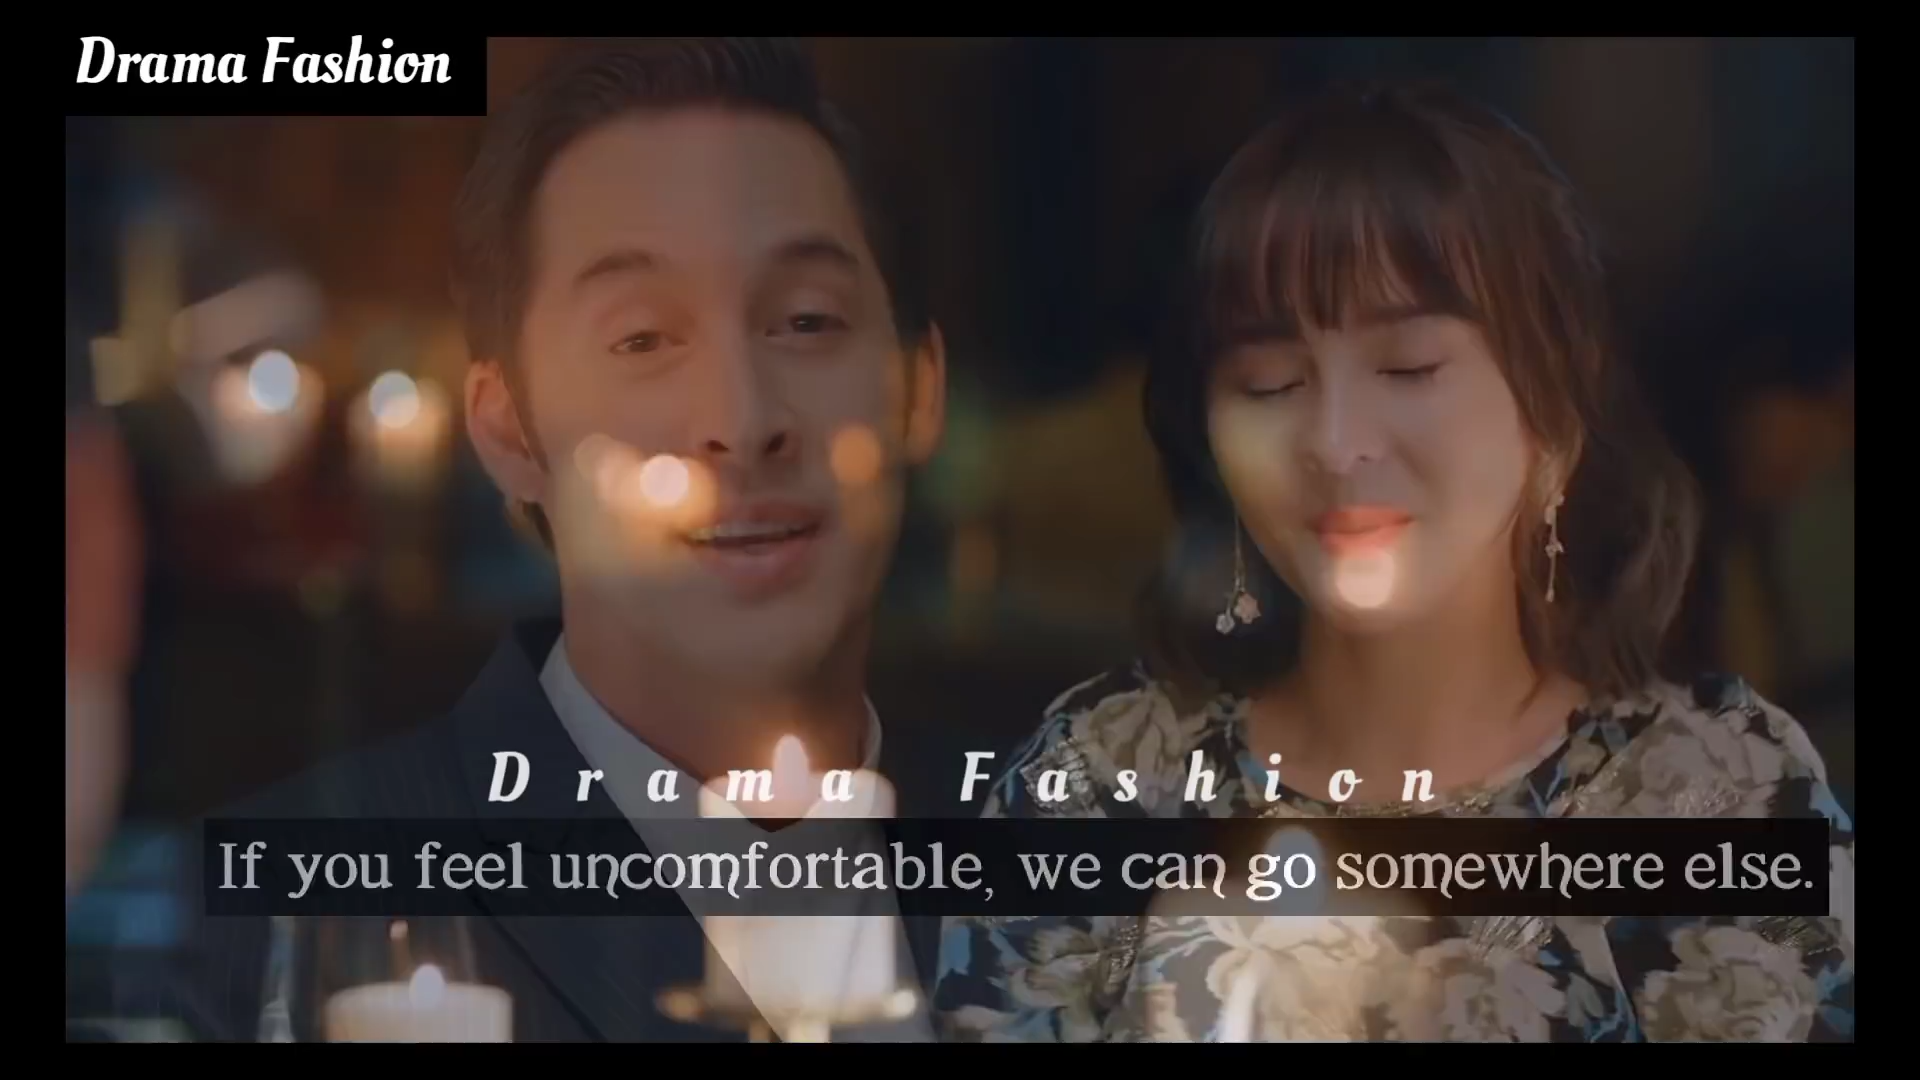 Drama Fashion
Drama Fashion
If you feel uncomfortable, we can go somewhere else.